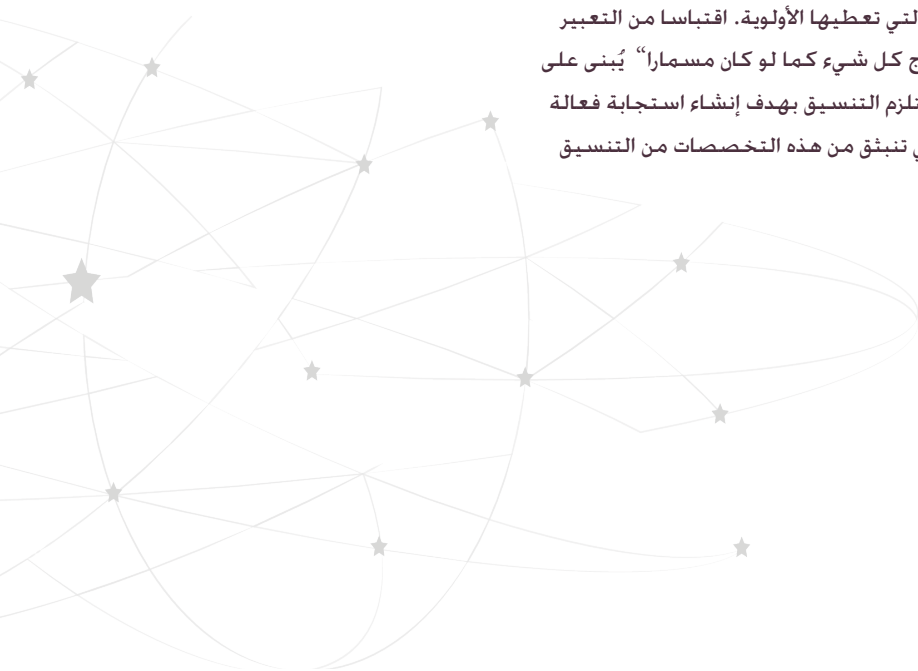 لتي تعطيها الأولوية. اقتباسا من التعبير
ج كل شيء كما لو كان مسمارا“ يُبنى على
تلزم التنسيق بهدف إنشاء استجابة فعالة
ي تنبثق من هذه التخصصات من التنسيق